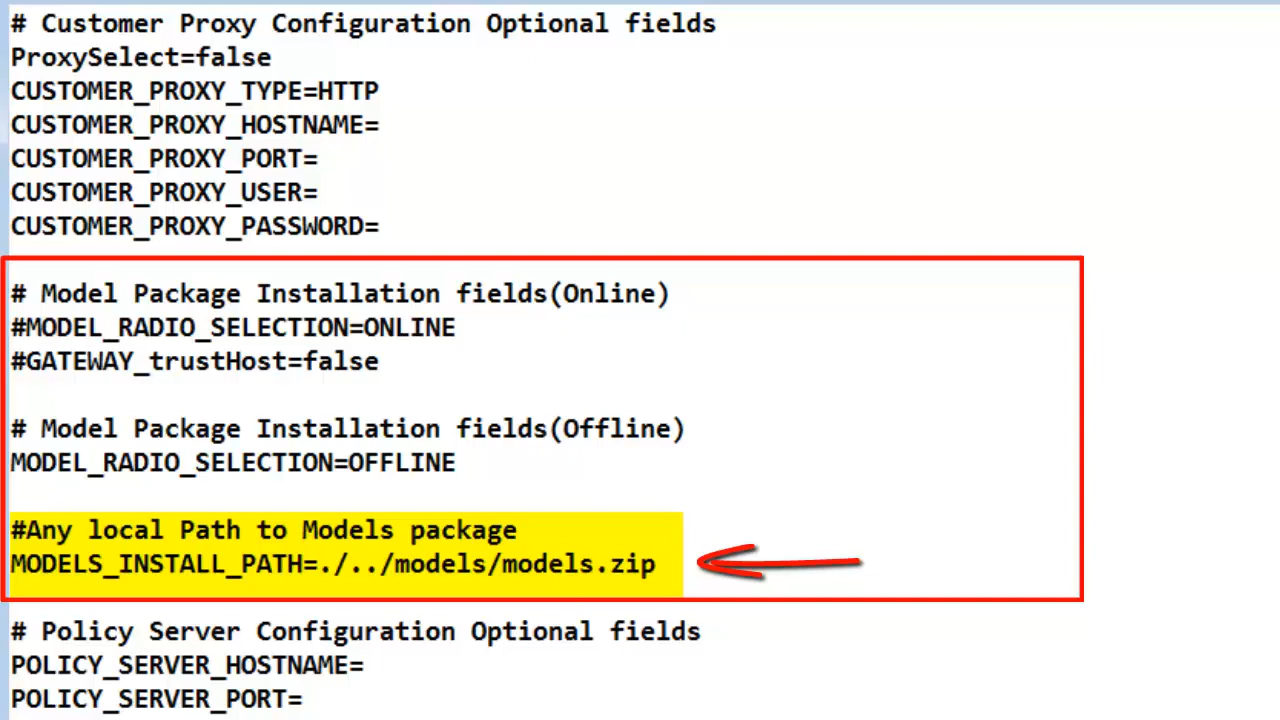 # Customer Proxy Configuration Optional fields
ProxySelect=false
CUSTOMER_PROXY_TYPE=HTTP
CUSTOMER_PROXY_HOSTNAME=
CUSTOMER_PROXY_PORT=
CUSTOMER_PROXY_USER=
CUSTOMER_PROXY_PASSWORD=
# Model Package Installation fields(Online)
#MODEL_RADIO_SELECTION=ONLINE
#GATEWAY_trustHost=false
# Model Package Installation fields(Offline)
MODEL_RADIO_SELECTION=OFFLINE
#Any local Path to Models package
MODELS_INSTALL_PATH=./../models/models.zip
# Policy Server Configuration Optional fields
POLICY_SERVER_HOSTNAME=
POLICY_SERVER_PORT=